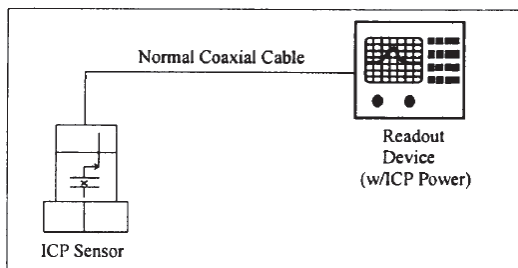 Normal Coaxial Cable
Readout
Device
(w/ICP Power)
ICP Sensor